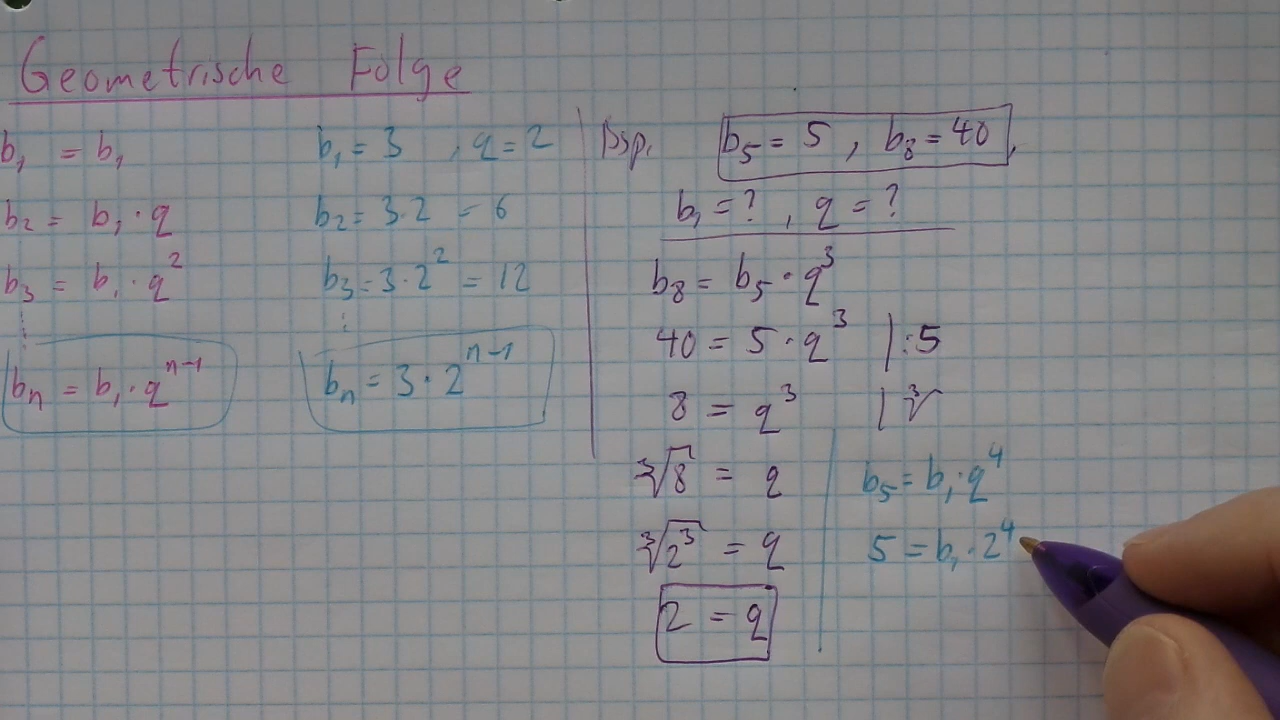 Geometrische Folge
b₁ = b₁
b₂ = b₁ · q
b₃ = b₁ · q²
⋮
bₙ = b₁ · qⁿ⁻¹
b₁ = 3 , q = 2
b₂ = 3·2 = 6
b₃ = 3·2² = 12
⋮
bₙ = 3 · 2ⁿ⁻¹
Bsp. b₅ = 5 , b₈ = 40,
b₁ = ? , q = ?
b₈ = b₅ · q³
40 = 5 · q³ | :5
8 = q³ | ∛
∛8 = q
∛2³ = q
2 = q
b₅ = b₁ · q⁴
5 = b₁ · 2⁴